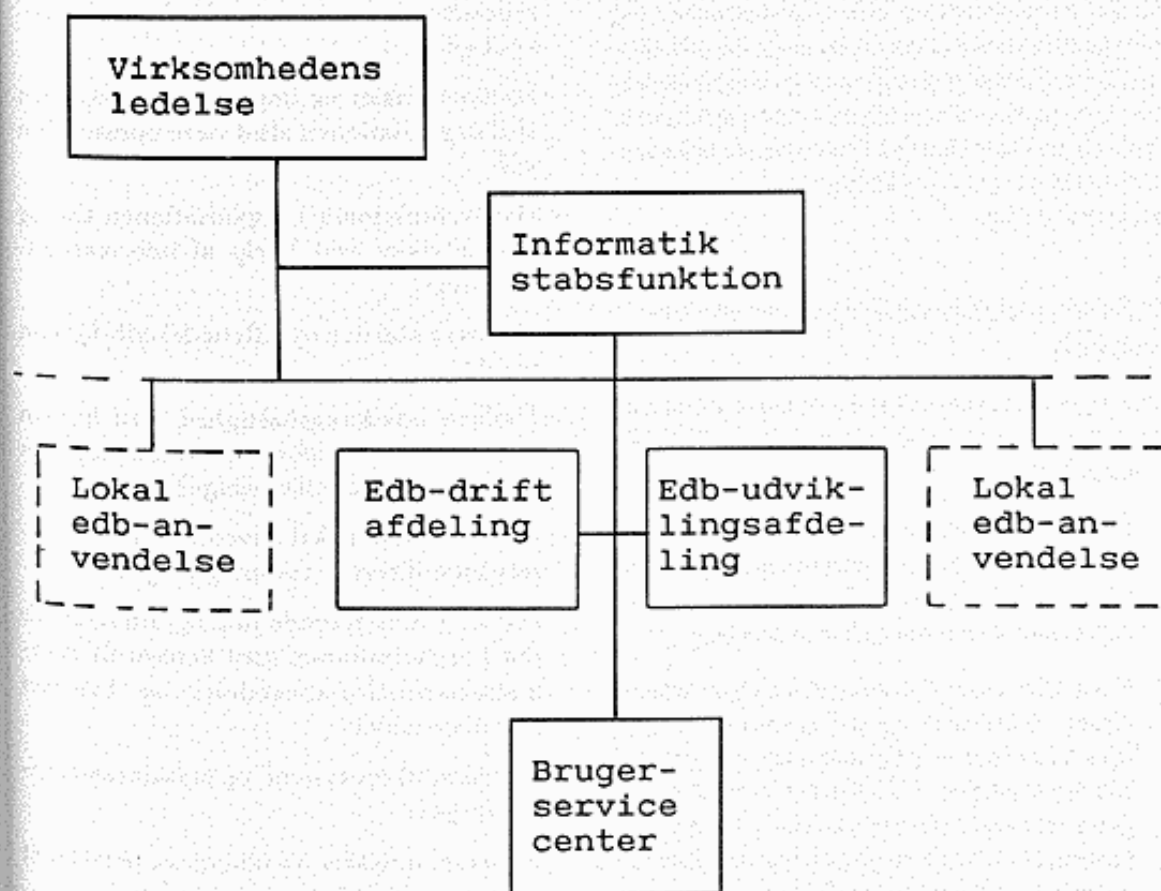 Virksomhedens
ledelse
Informatik
stabsfunktion
Lokal
edb-an-
vendelse
Edb-drift
afdeling
Edb-udvik-
lingsafde-
ling
Lokal
edb-an-
vendelse
Bruger-
service
center